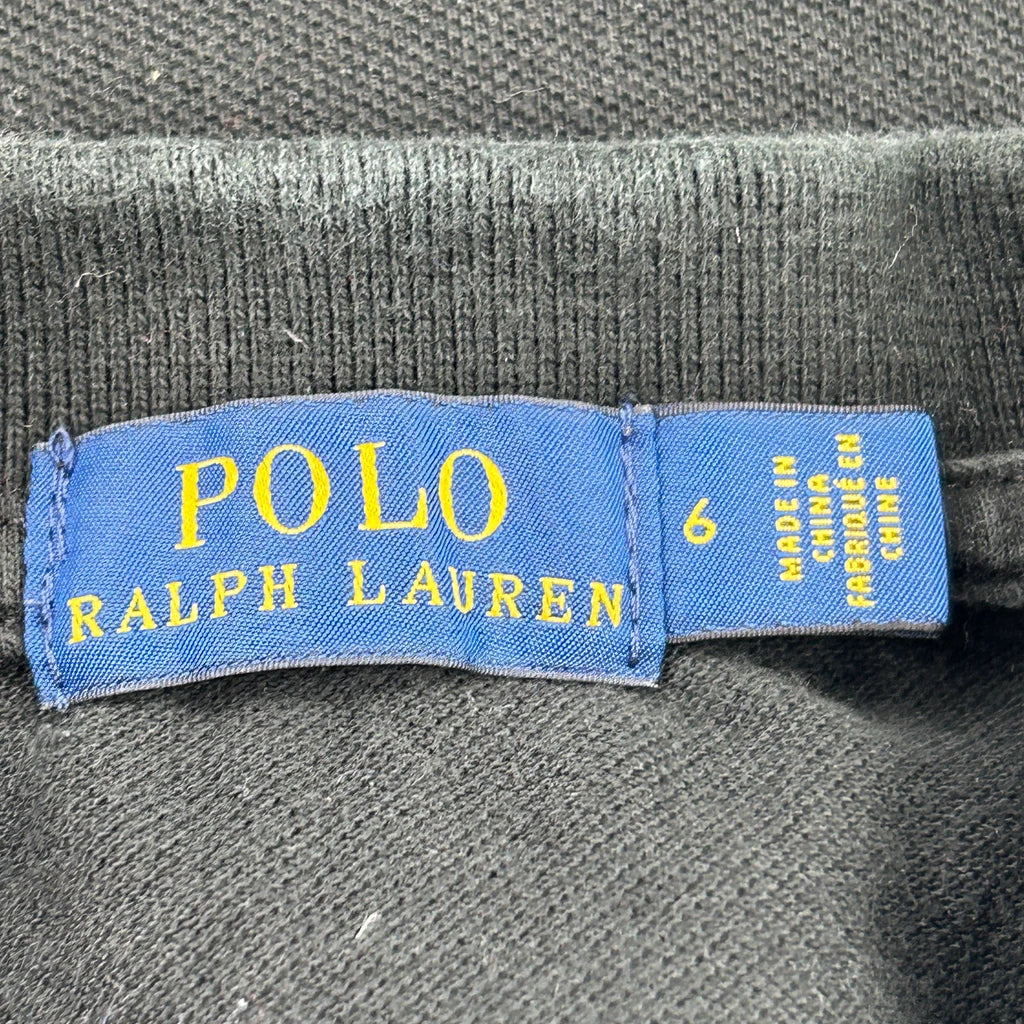 POLO
RALPH LAUREN
6
MADE IN
CHINA
FABRIQUÉ EN
CHINE